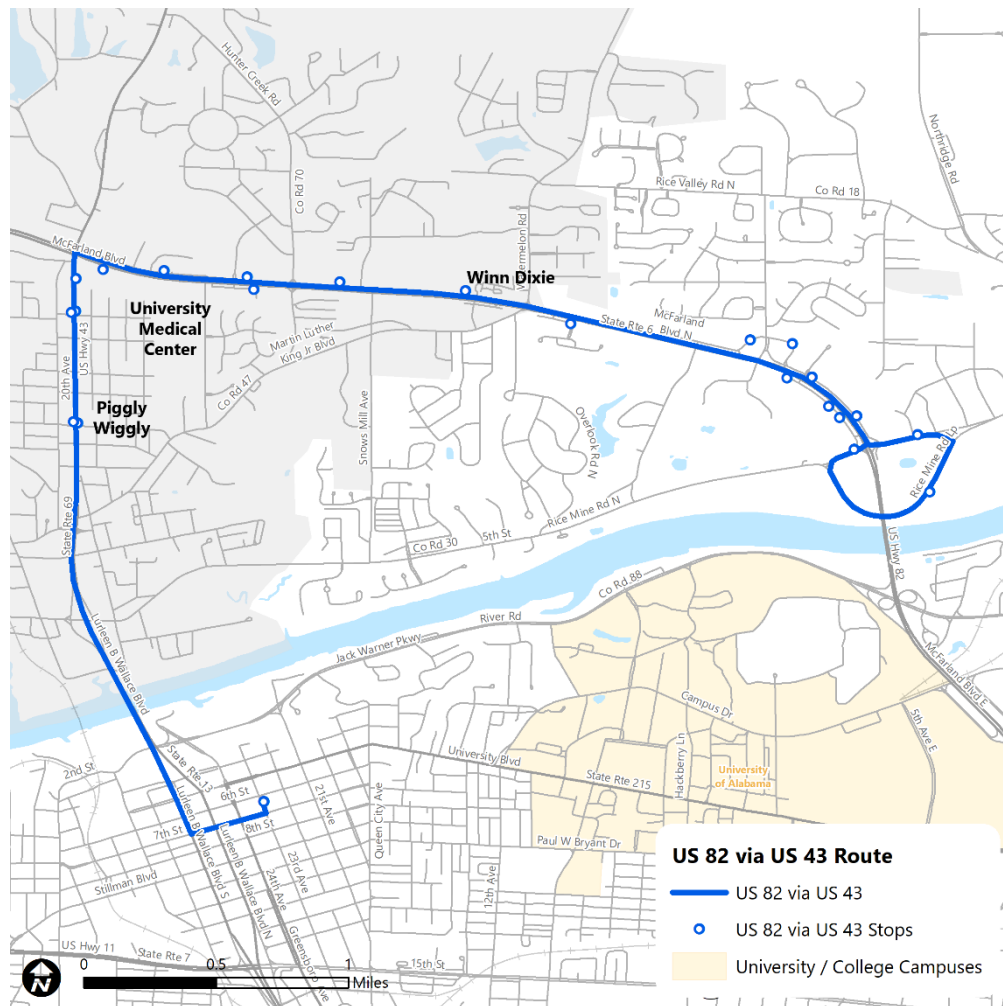 Hunter Creek Rd
Northridge Rd
Co Rd 70
Rice Valley Rd N
Co Rd 18
McFarland Blvd
Watermelon Rd
Winn Dixie
University
Medical
Center
US Hwy 43
20th Ave
McFarland
State Rte 6
Blvd N
Martin Luther
King Jr Blvd
Co Rd 47
Piggly
Wiggly
Snows Mill Ave
Overlook Rd N
Rice Mine Rd Lp
State Rte 69
Rice Mine Rd N
5th St
Co Rd 30
US Hwy 82
Co Rd 88
River Rd
Jack Warner Pkwy
Lurleen B Wallace Blvd
McFarland Blvd E
Campus Dr
5th Ave E
2nd St
State Rte 13
University Blvd
State Rte 215
Hackberry Ln
University
of Alabama
6th St
21st Ave
Queen City Ave
7th St
8th St
Lurleen B Wallace Blvd S
Lurleen B Wallace Blvd N
Paul W Bryant Dr
23rd Ave
24th Ave
Stillman Blvd
12th Ave
Greensboro Ave
US Hwy 11
State Rte 7
15th St
US 82 via US 43 Route
US 82 via US 43
US 82 via US 43 Stops
University / College Campuses
0 0.5 1
Miles
N